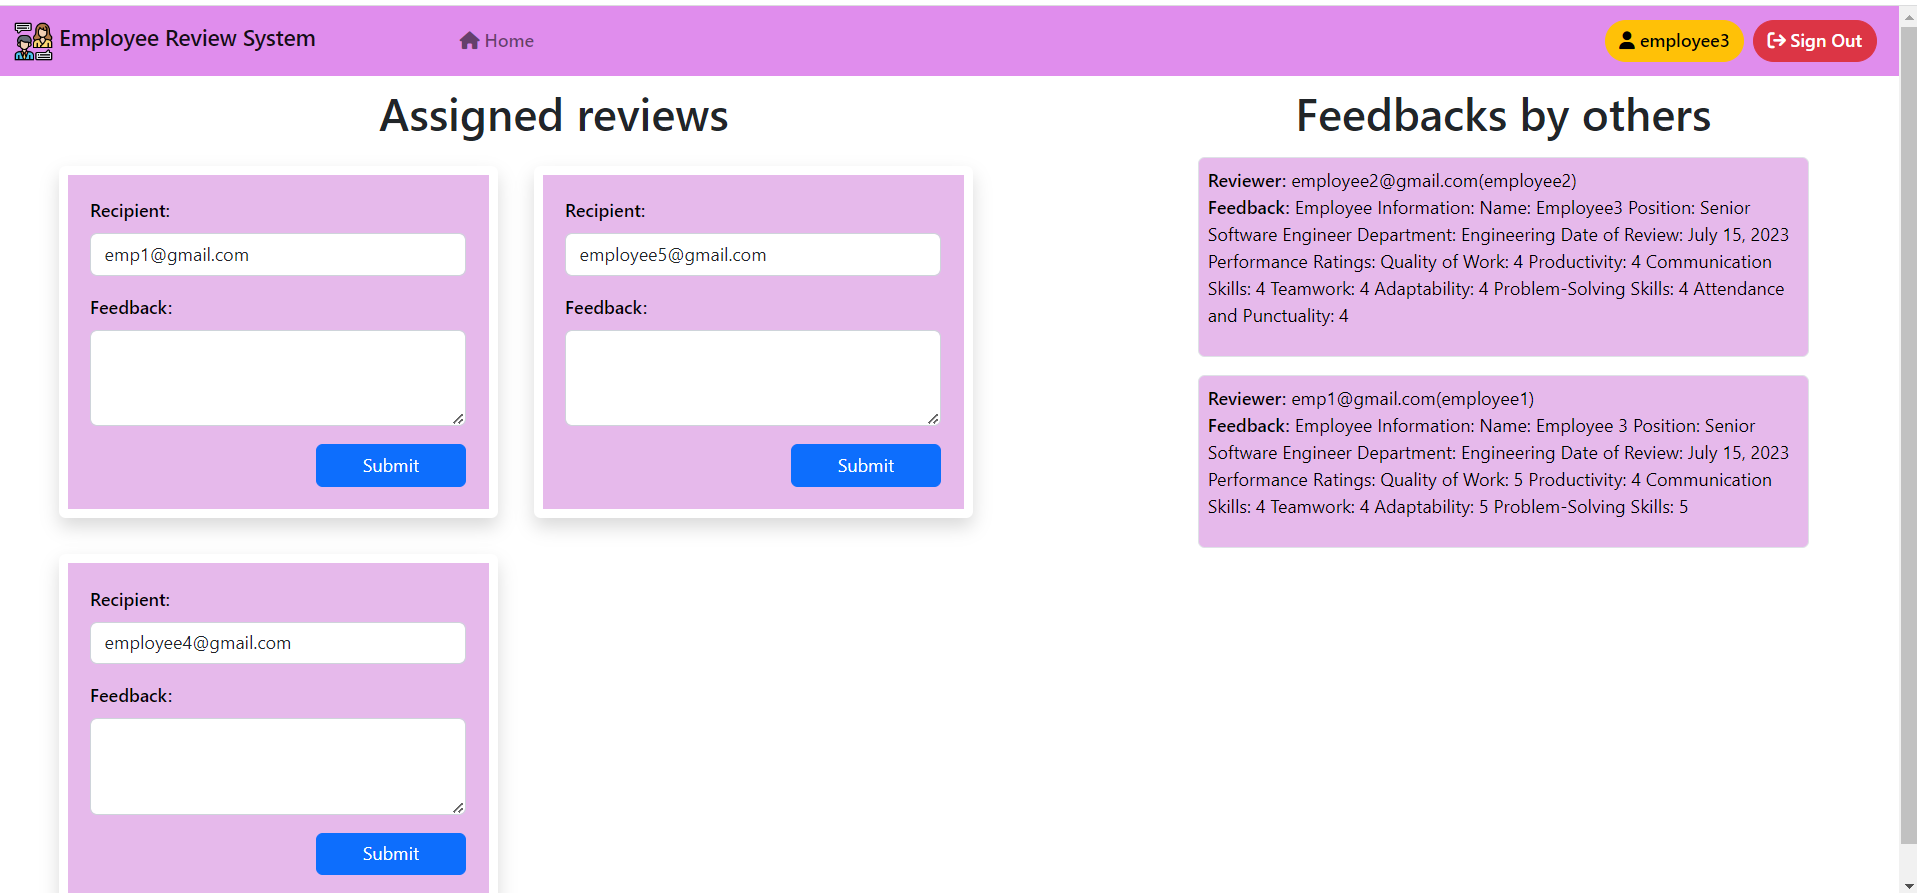 Employee Review System
Home
employee3
Sign Out
Assigned reviews
Recipient:
emp1@gmail.com
Feedback:
Submit
Recipient:
employee5@gmail.com
Feedback:
Submit
Recipient:
employee4@gmail.com
Feedback:
Submit
Feedbacks by others
Reviewer: employee2@gmail.com(employee2)
Feedback: Employee Information: Name: Employee3 Position: Senior
Software Engineer Department: Engineering Date of Review: July 15, 2023
Performance Ratings: Quality of Work: 4 Productivity: 4 Communication
Skills: 4 Teamwork: 4 Adaptability: 4 Problem-Solving Skills: 4 Attendance
and Punctuality: 4
Reviewer: emp1@gmail.com(employee1)
Feedback: Employee Information: Name: Employee 3 Position: Senior
Software Engineer Department: Engineering Date of Review: July 15, 2023
Performance Ratings: Quality of Work: 5 Productivity: 4 Communication
Skills: 4 Teamwork: 4 Adaptability: 5 Problem-Solving Skills: 5